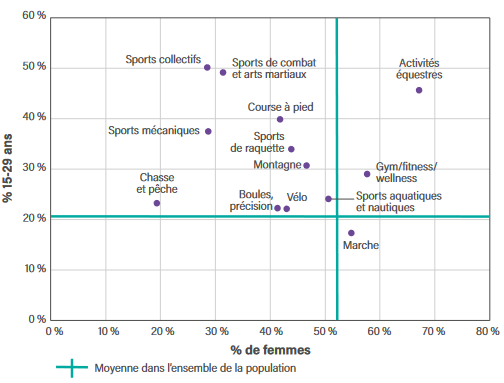 60 %
50 %
40 %
30 %
20 %
10 %
0 %
% 15-29 ans
Sports collectifs
Sports de combat
et arts martiaux
Activités
équestres
Course à pied
Sports mécaniques
Sports
de raquette
Montagne
Gym/fitness/
wellness
Chasse
et pêche
Boules,
précision
Vélo
Sports aquatiques
et nautiques
Marche
0 %
10 %
20 %
30 %
40 %
50 %
60 %
70 %
80 %
% de femmes
Moyenne dans l'ensemble de la population